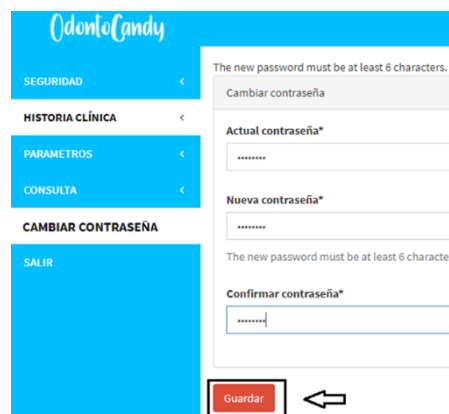 OdontoCandy
SEGURIDAD
HISTORIA CLÍNICA
PARAMETROS
CONSULTA
CAMBIAR CONTRASEÑA
SALIR
The new password must be at least 6 characters.
Cambiar contraseña
Actual contraseña*
••••••••
Nueva contraseña*
••••••••
The new password must be at least 6 characte
Confirmar contraseña*
••••••••
Guardar